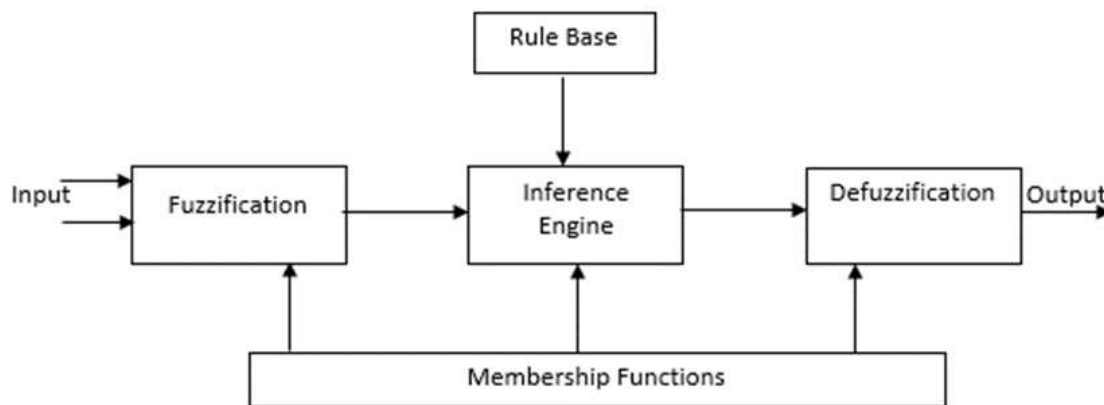 Rule Base
Input
Fuzzification
Inference
Engine
Defuzzification
Output
Membership Functions